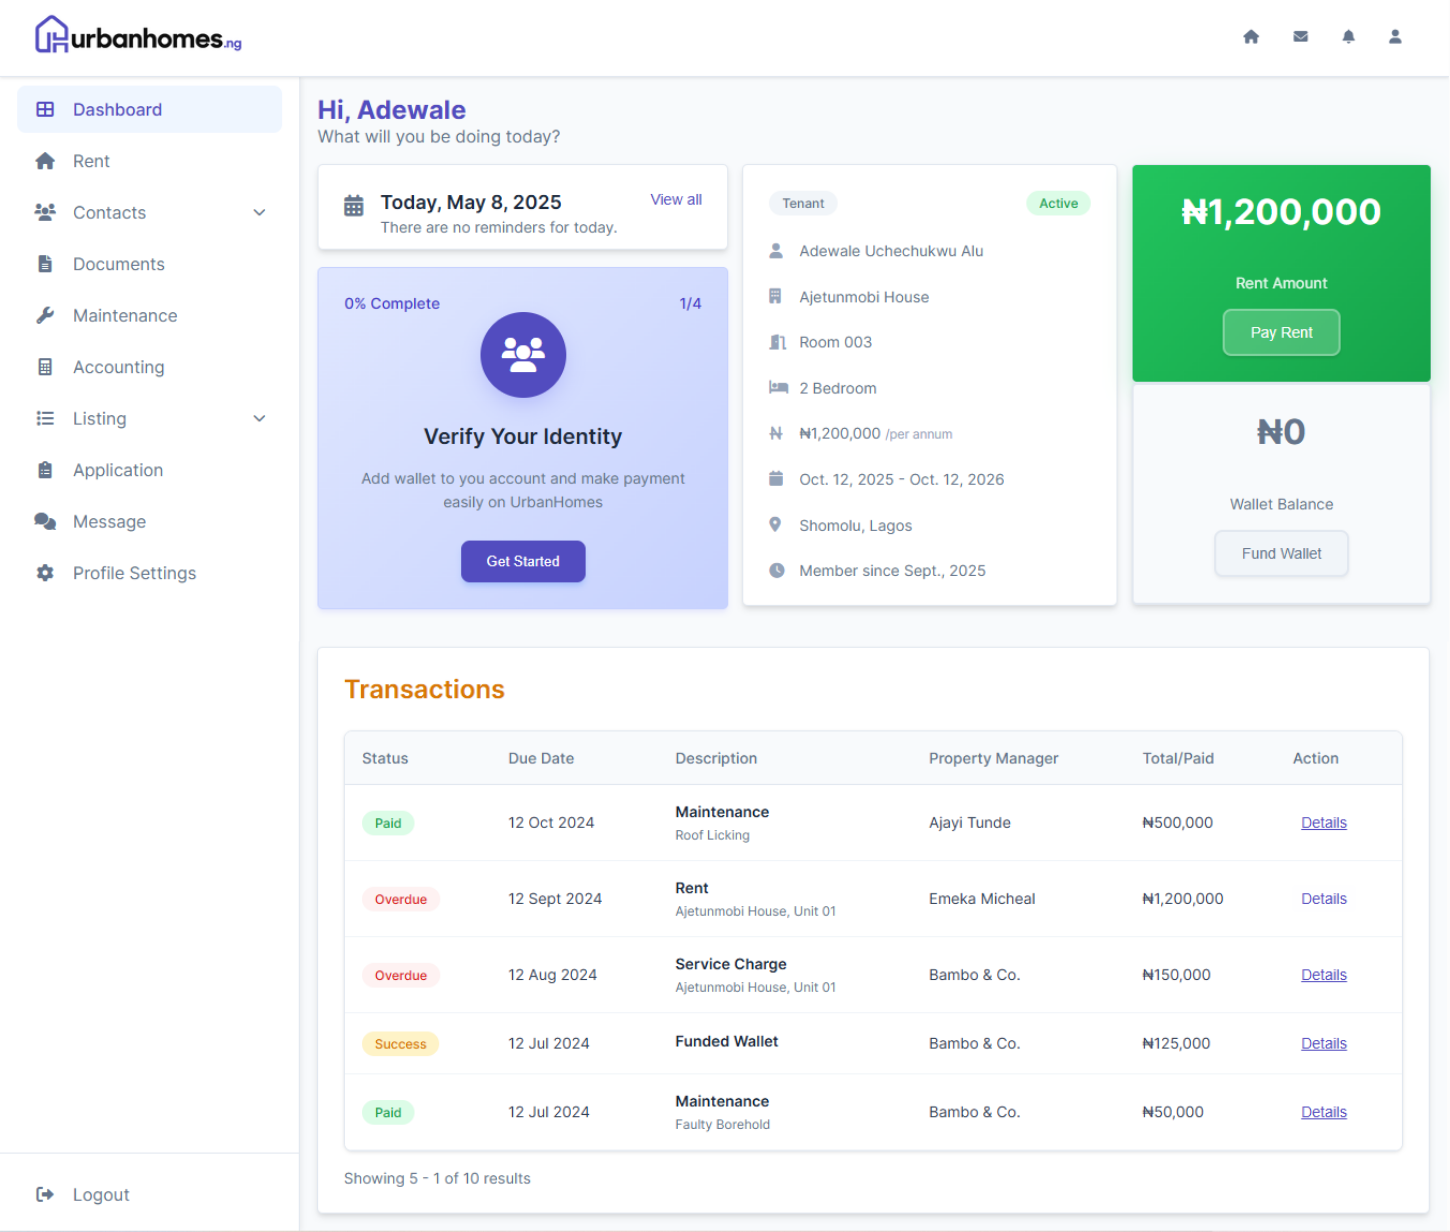 urbanhomes.ng
Dashboard
Rent
Contacts
Documents
Maintenance
Accounting
Listing
Application
Message
Profile Settings
Logout
Hi, Adewale
What will you be doing today?
Today, May 8, 2025
View all
There are no reminders for today.
0% Complete
1/4
Verify Your Identity
Add wallet to you account and make payment
easily on UrbanHomes
Get Started
Tenant
Active
Adewale Uchechukwu Alu
Ajetunmobi House
Room 003
2 Bedroom
₦ ₦1,200,000 /per annum
Oct. 12, 2025 - Oct. 12, 2026
Shomolu, Lagos
Member since Sept., 2025
₦1,200,000
Rent Amount
Pay Rent
₦0
Wallet Balance
Fund Wallet
Transactions
Status Due Date Description Property Manager Total/Paid Action
Paid 12 Oct 2024 Maintenance Ajayi Tunde ₦500,000 Details
Roof Licking
Overdue 12 Sept 2024 Rent Emeka Micheal ₦1,200,000 Details
Ajetunmobi House, Unit 01
Overdue 12 Aug 2024 Service Charge Bambo & Co. ₦150,000 Details
Ajetunmobi House, Unit 01
Success 12 Jul 2024 Funded Wallet Bambo & Co. ₦125,000 Details
Paid 12 Jul 2024 Maintenance Bambo & Co. ₦50,000 Details
Faulty Borehold
Showing 5 - 1 of 10 results